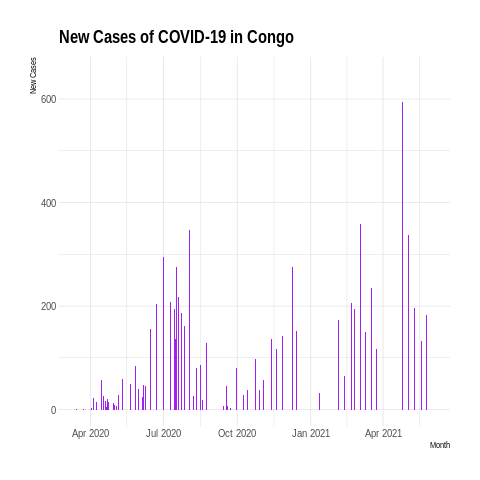 New Cases of COVID-19 in Congo
New Cases
600
400
200
0
Apr 2020
Jul 2020
Oct 2020
Jan 2021
Apr 2021
Month